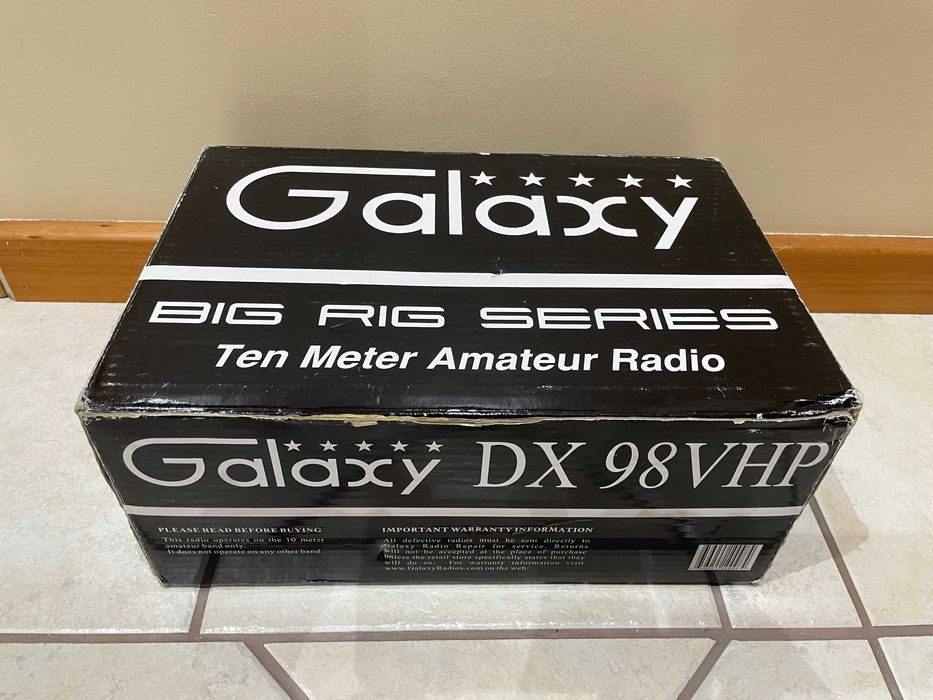 Galaxy
BIG RIG SERIES
Ten Meter Amateur Radio
Galaxy DX 98VHP
PLEASE READ BEFORE BUYING
This radio operates on the 10 meter
amateur band only.
It does not operate on any other band.
IMPORTANT WARRANTY INFORMATION
All defective radios must be sent directly to
Galaxy Radio Repair for service. Returns
will not be accepted at the place of purchase
unless the retail store specifically states that they
will do so. For warranty information visit
www.GalaxyRadios.com on the web.